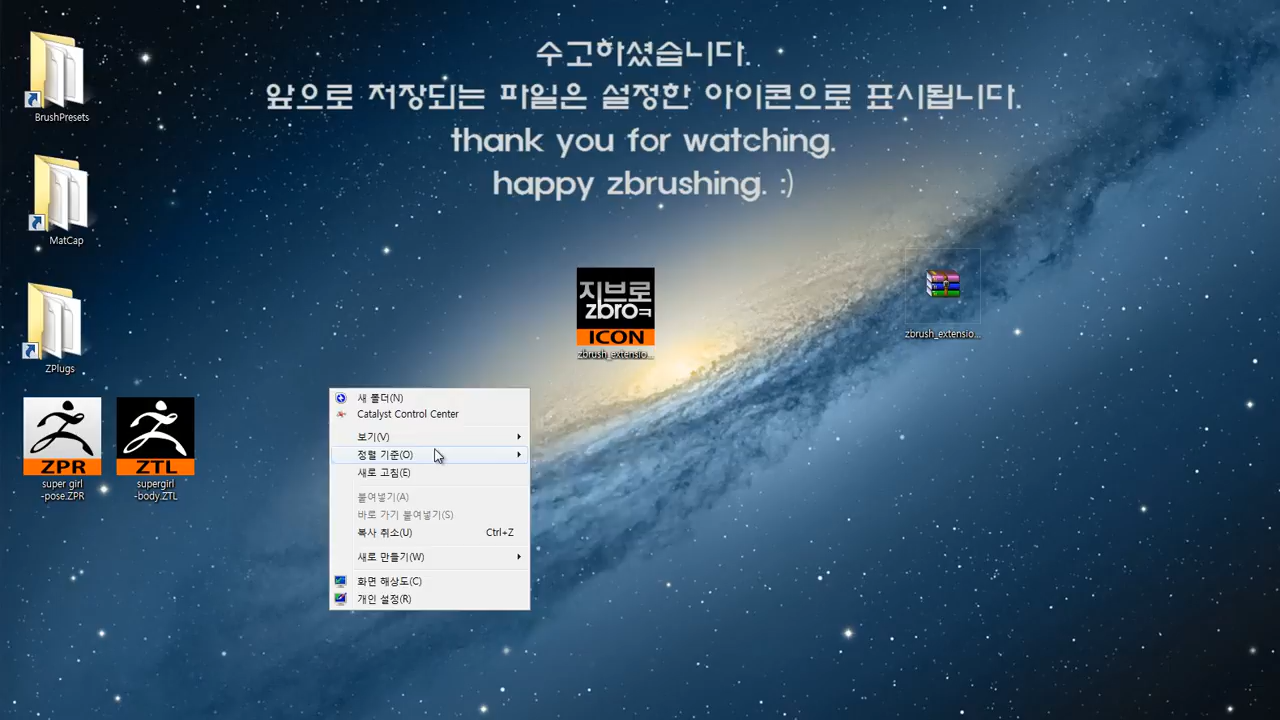 수고하셨습니다.
앞으로 저장되는 파일은 설정한 아이콘으로 표시됩니다.
thank you for watching.
happy zbrushing. :)
BrushPresets
MatCap
ZPlugs
ZPR
super girl
-pose.ZPR
ZTL
supergirl
-body.ZTL
지브로
zbroㅋ
ICON
zbrush_extensio...
zbrush_extensio...
새 폴더(N)
Catalyst Control Center
보기(V)
정렬 기준(O)
새로 고침(E)
붙여넣기(A)
바로 가기 붙여넣기(S)
복사 취소(U) Ctrl+Z
새로 만들기(W)
화면 해상도(C)
개인 설정(R)